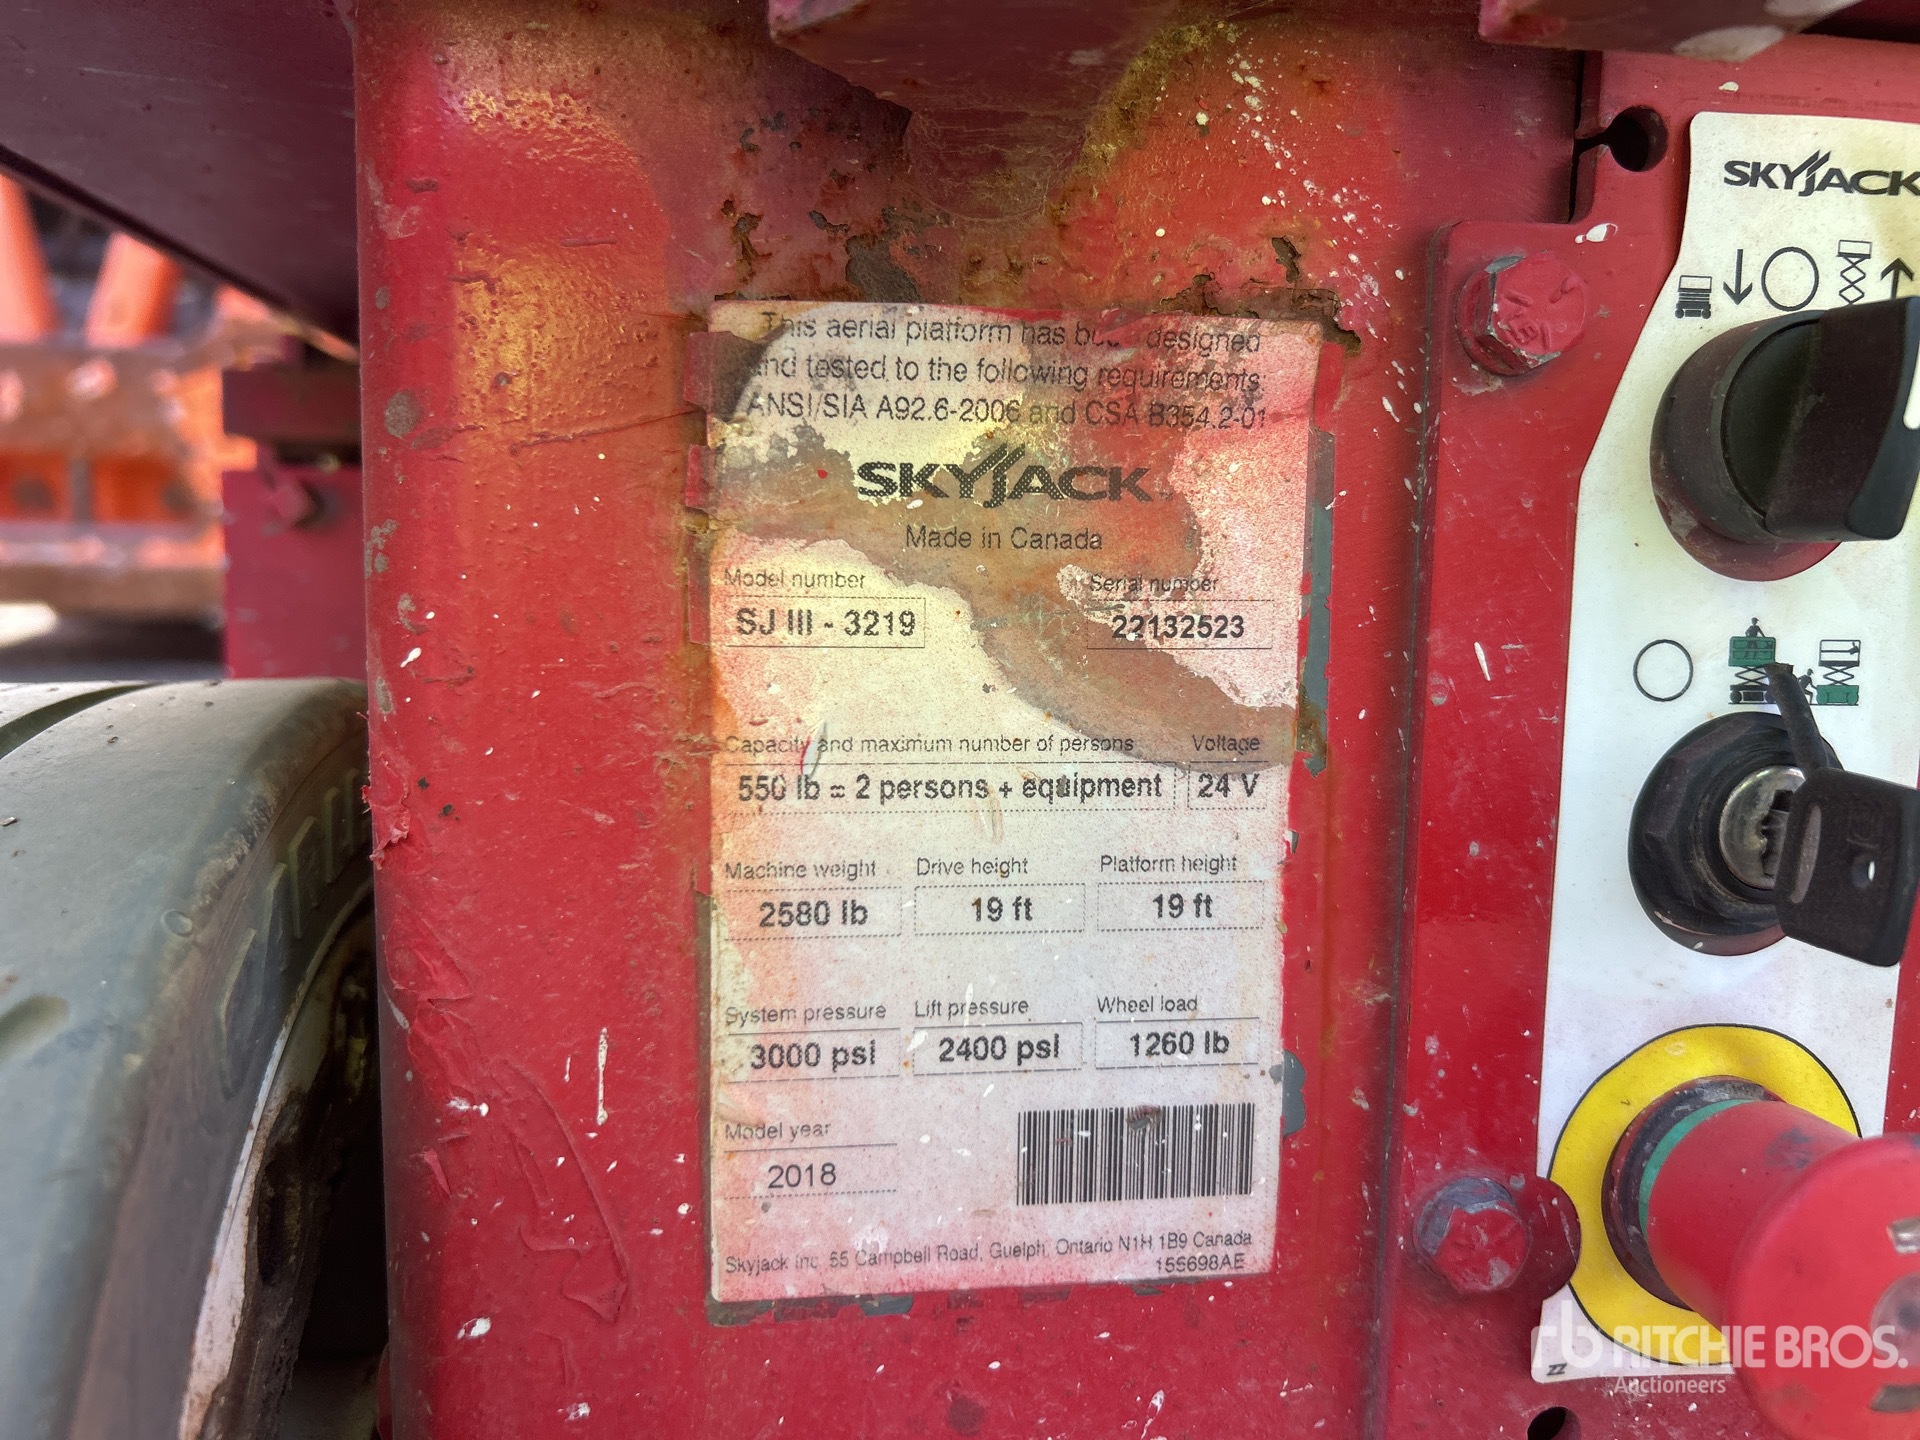 This aerial platform has been designed
and tested to the following requirements:
ANSI/SIA A92.6-2006 and CSA B354.2-01
SKYJACK
Made in Canada
Model number Serial number
SJ III - 3219 22132523
Capacity and maximum number of persons Voltage
550 lb = 2 persons + equipment 24 V
Machine weight Drive height Platform height
2580 lb 19 ft 19 ft
System pressure Lift pressure Wheel load
3000 psi 2400 psi 1260 lb
Model year
2018
Skyjack Inc. 55 Campbell Road, Guelph, Ontario N1H 1B9 Canada
SKYJACK
rb RITCHIE BROS.
Auctioneers